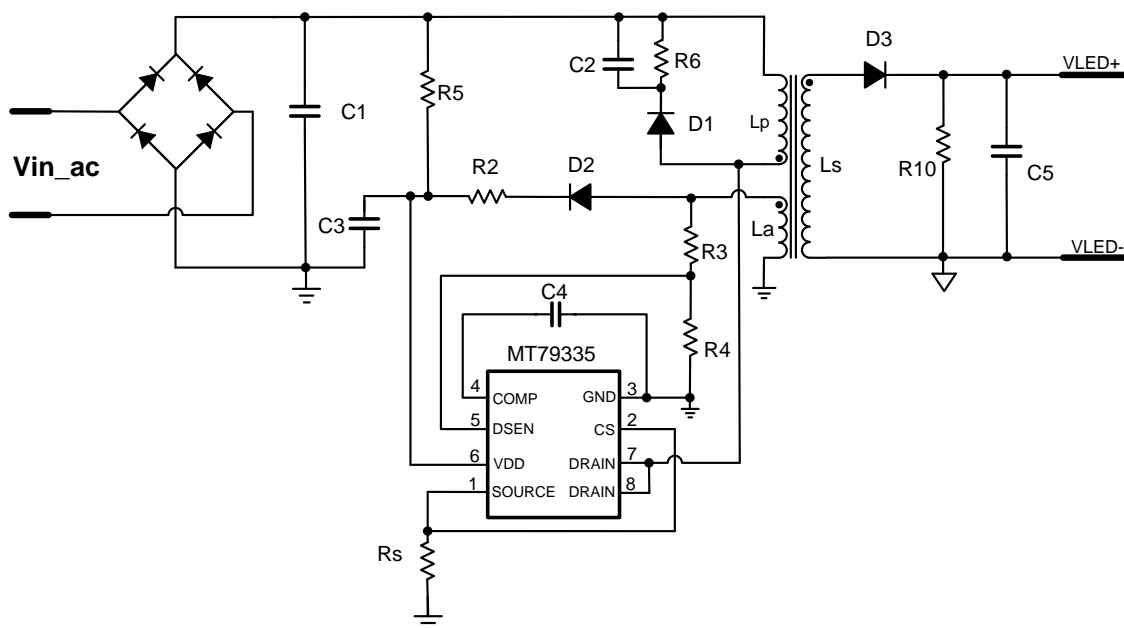 D3
VLED+
C2
R6
R5
C1
D1
Lp
Vin_ac
R2
D2
Ls
R10
C5
C3
La
R3
VLED-
C4
R4
MT79335
4
COMP
GND
3
5
DSEN
CS
2
6
VDD
DRAIN
7
1
SOURCE
DRAIN
8
Rs